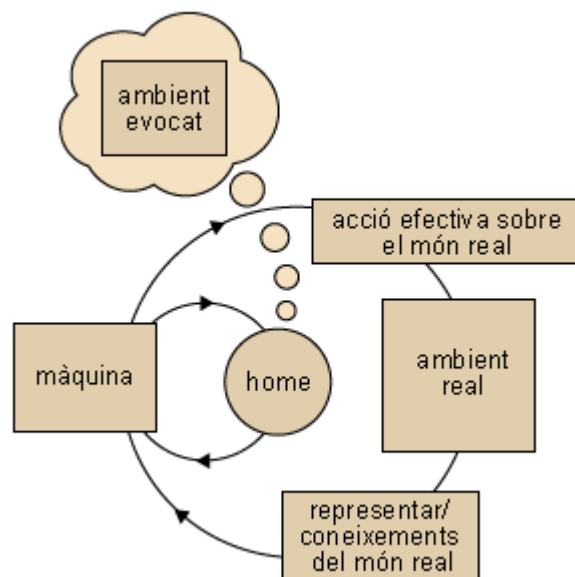 ambient
evocat
acció efectiva sobre
el món real
màquina
home
ambient
real
representar/
coneixements
del món real